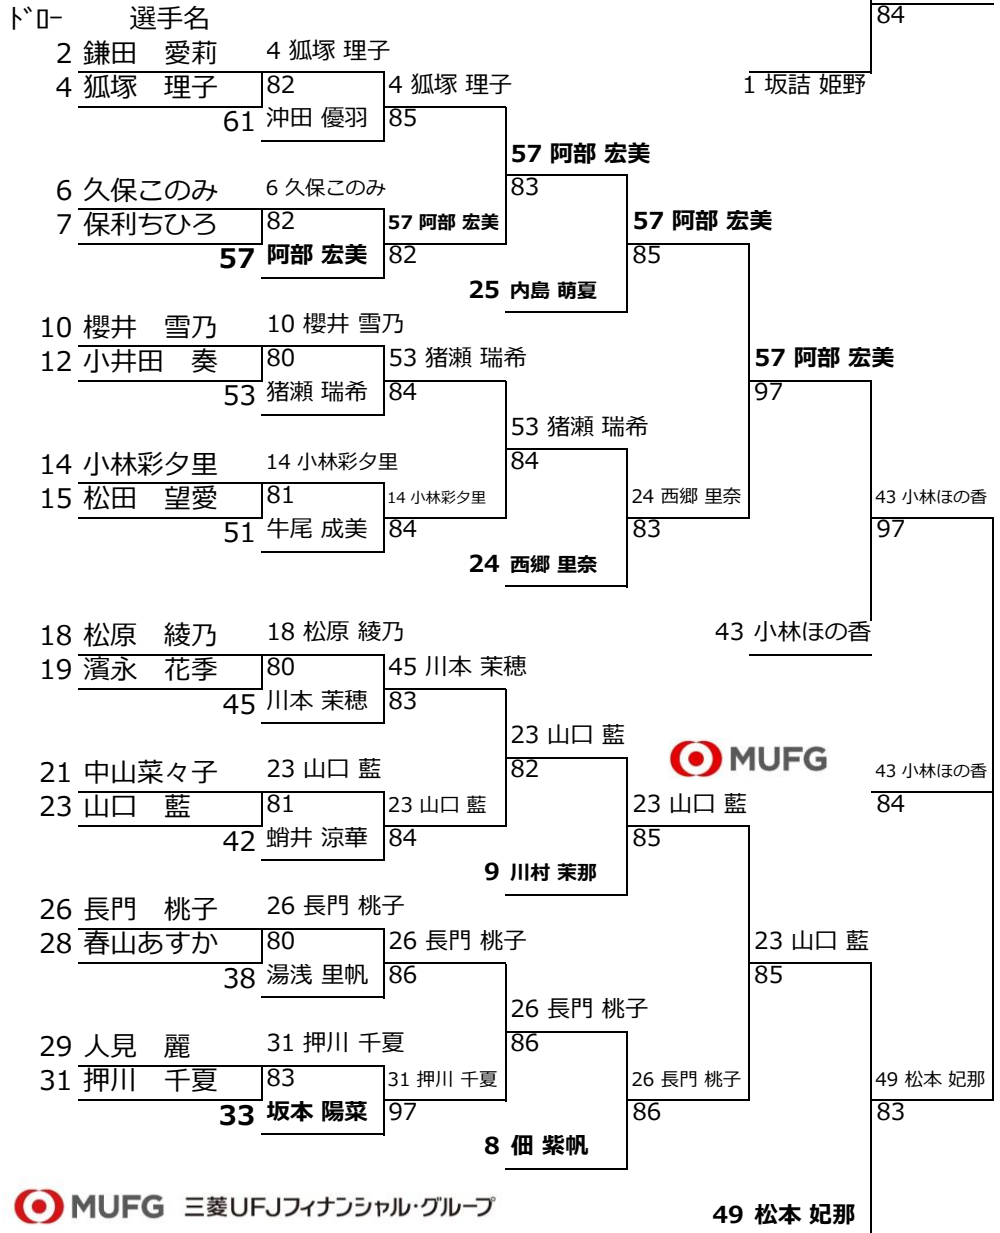 ﾄﾞﾛｰ 選手名 84
2 鎌田 愛莉 4 狐塚 理子
4 狐塚 理子 82 4 狐塚 理子 1 坂詰 姫野
61 沖田 優羽 85
57 阿部 宏美
6 久保このみ 6 久保このみ 83
7 保利ちひろ 82 57 阿部 宏美 57 阿部 宏美
57 阿部 宏美 82 85
25 内島 萌夏
10 櫻井 雪乃 10 櫻井 雪乃
12 小井田 奏 80 53 猪瀬 瑞希 57 阿部 宏美
53 猪瀬 瑞希 84 97
53 猪瀬 瑞希
14 小林彩夕里 14 小林彩夕里 84
15 松田 望愛 81 14 小林彩夕里 24 西郷 里奈 43 小林ほの香
51 牛尾 成美 84 83 97
24 西郷 里奈
18 松原 綾乃 18 松原 綾乃 43 小林ほの香
19 濱永 花季 80 45 川本 茉穂
45 川本 茉穂 83
23 山口 藍 MUFG
21 中山菜々子 23 山口 藍 82 43 小林ほの香
23 山口 藍 81 23 山口 藍 23 山口 藍 84
42 蛸井 涼華 84 85
9 川村 茉那
26 長門 桃子 26 長門 桃子
28 春山あすか 80 26 長門 桃子 23 山口 藍
38 湯浅 里帆 86 85
26 長門 桃子
29 人見 麗 31 押川 千夏 86
31 押川 千夏 83 31 押川 千夏 26 長門 桃子 49 松本 妃那
33 坂本 陽菜 97 86 83
8 佃 紫帆
MUFG 三菱UFJフィナンシャル・グループ 49 松本 妃那